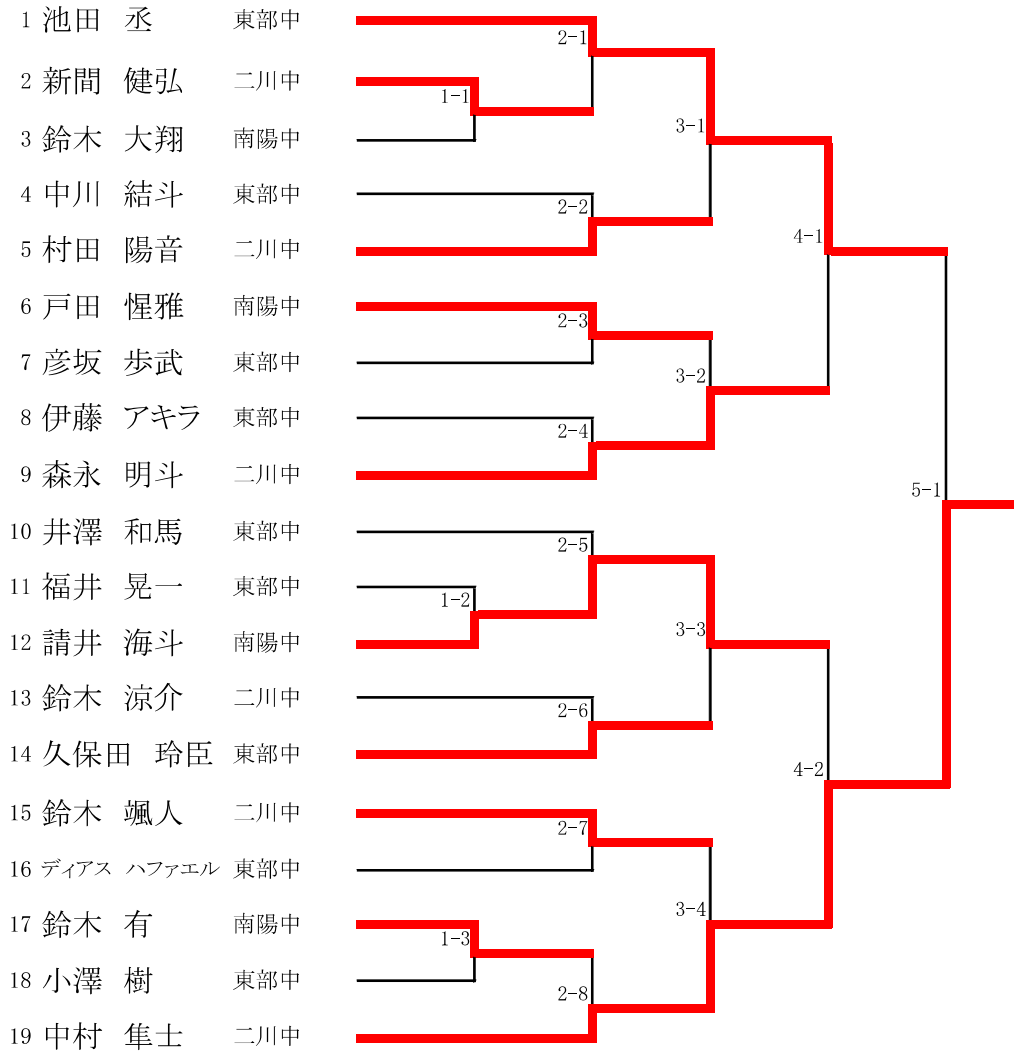 1 池田 丞 東部中
2-1
2 新間 健弘 二川中
1-1
3 鈴木 大翔 南陽中
3-1
4 中川 結斗 東部中
2-2
5 村田 陽音 二川中
4-1
6 戸田 惺雅 南陽中
2-3
7 彦坂 歩武 東部中
3-2
8 伊藤 アキラ 東部中
2-4
9 森永 明斗 二川中
5-1
10 井澤 和馬 東部中
2-5
11 福井 晃一 東部中
1-2
12 請井 海斗 南陽中
3-3
13 鈴木 涼介 二川中
2-6
14 久保田 玲臣 東部中
4-2
15 鈴木 颯人 二川中
2-7
16 ディアス ハファエル 東部中
3-4
17 鈴木 有 南陽中
1-3
18 小澤 樹 東部中
2-8
19 中村 隼士 二川中